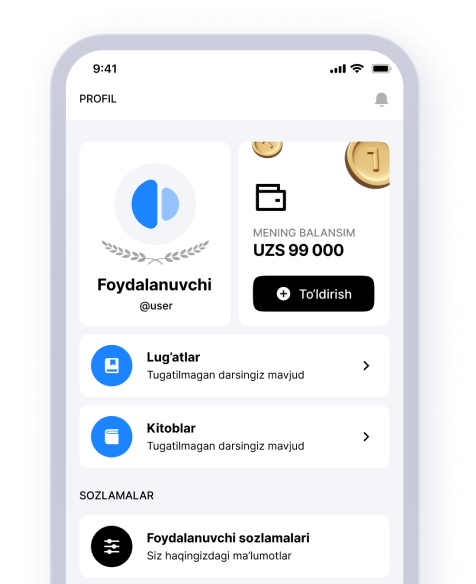 9:41
PROFIL
Foydalanuvchi
@user
MENING BALANSIM
UZS 99 000
To‘ldirish
Lug‘atlar
Tugatilmagan darsingiz mavjud
Kitoblar
Tugatilmagan darsingiz mavjud
SOZLAMALAR
Foydalanuvchi sozlamalari
Siz haqingizdagi ma’lumotlar